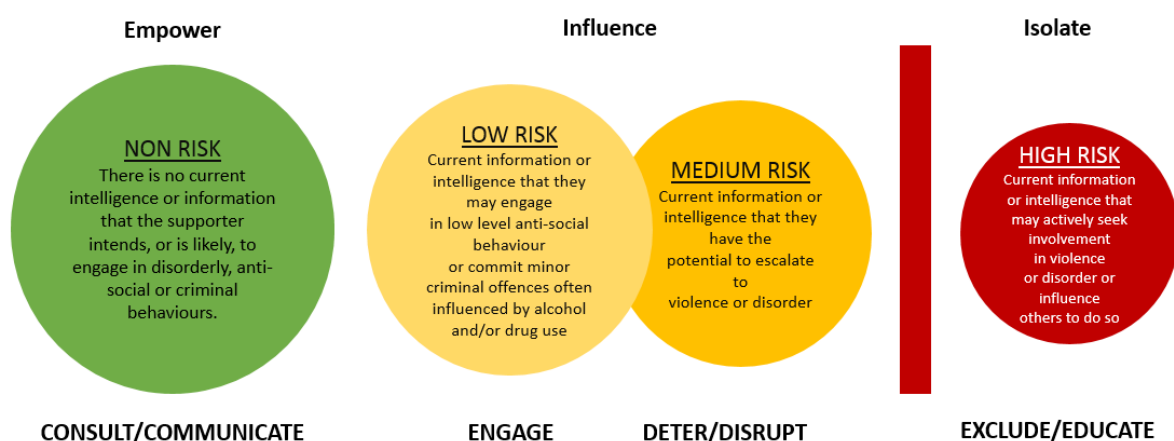 Empower
Influence
Isolate
NON RISK
There is no current
intelligence or information
that the supporter
intends, or is likely, to
engage in disorderly, anti-
social or criminal
behaviours.
LOW RISK
Current information or
intelligence that they
may engage
in low level anti-social
behaviour
or commit minor
criminal offences often
influenced by alcohol
and/or drug use
MEDIUM RISK
Current information or
intelligence that they
have the
potential to escalate
to
violence or disorder
HIGH RISK
Current information
or intelligence that
may actively seek
involvement
in violence
or disorder or
influence
others to do so
CONSULT/COMMUNICATE
ENGAGE
DETER/DISRUPT
EXCLUDE/EDUCATE